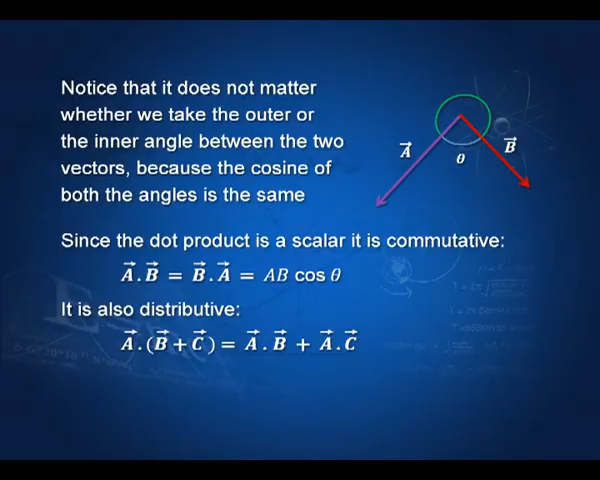 Notice that it does not matter
whether we take the outer or
the inner angle between the two
vectors, because the cosine of
both the angles is the same
A⃗
θ
B⃗
Since the dot product is a scalar it is commutative:
A⃗.B⃗ = B⃗.A⃗ = AB cos θ
It is also distributive:
A⃗.(B⃗ + C⃗) = A⃗.B⃗ + A⃗.C⃗